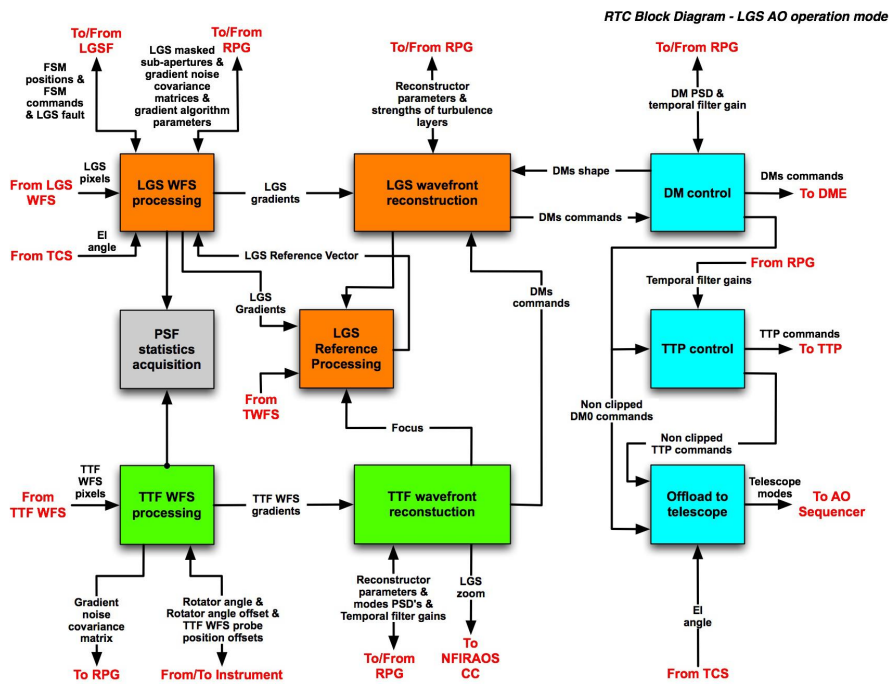 RTC Block Diagram - LGS AO operation mode
To/From
LGSF
FSM
positions &
FSM
commands
& LGS fault
To/From
RPG
LGS masked
sub-apertures &
gradient noise
covariance
matrices &
gradient algorithm
parameters
To/From RPG
Reconstructor
parameters &
strengths of turbulence
layers
To/From RPG
DM PSD &
temporal filter gain
From LGS
WFS
LGS
pixels
LGS WFS
processing
LGS
gradients
LGS wavefront
reconstruction
DMs shape
DMs commands
DM control
DMs commands
To DME
From TCS
El
angle
LGS Reference Vector
LGS
Gradients
DMs
commands
From RPG
Temporal filter gains
PSF
statistics
acquisition
LGS
Reference
Processing
TTP control
TTP commands
To TTP
From
TWFS
Focus
Non clipped
DM0 commands
Non clipped
TTP commands
From
TTF WFS
TTF
WFS
pixels
TTF WFS
processing
TTF WFS
gradients
TTF wavefront
reconstuction
Offload to
telescope
Telescope
modes
To AO
Sequencer
Gradient
noise
covariance
matrix
To RPG
Rotator angle &
Rotator angle offset &
TTF WFS probe
position offsets
From/To Instrument
Reconstructor
parameters &
modes PSD's &
Temporal filter gains
To/From
RPG
LGS
zoom
To
NFIRAOS
CC
El
angle
From TCS